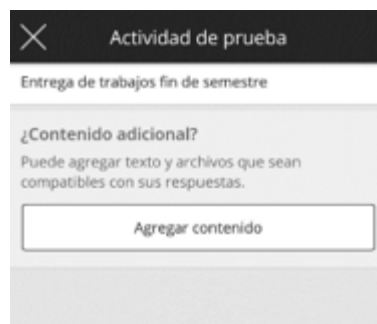 Actividad de prueba
Entrega de trabajos fin de semestre
¿Contenido adicional?
Puede agregar texto y archivos que sean
compatibles con sus respuestas.
Agregar contenido